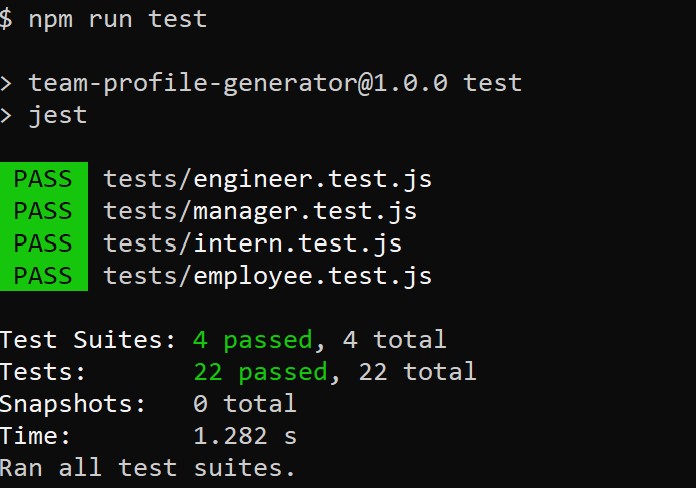 $ npm run test
> team-profile-generator@1.0.0 test
> jest
PASS tests/engineer.test.js
PASS tests/manager.test.js
PASS tests/intern.test.js
PASS tests/employee.test.js
Test Suites: 4 passed, 4 total
Tests: 22 passed, 22 total
Snapshots: 0 total
Time: 1.282 s
Ran all test suites.